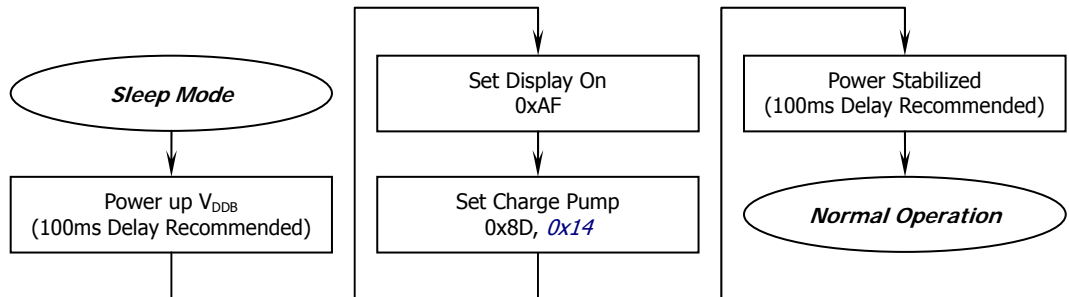 Sleep Mode
Power up VDDB
(100ms Delay Recommended)
Set Display On
0xAF
Set Charge Pump
0x8D, 0x14
Power Stabilized
(100ms Delay Recommended)
Normal Operation